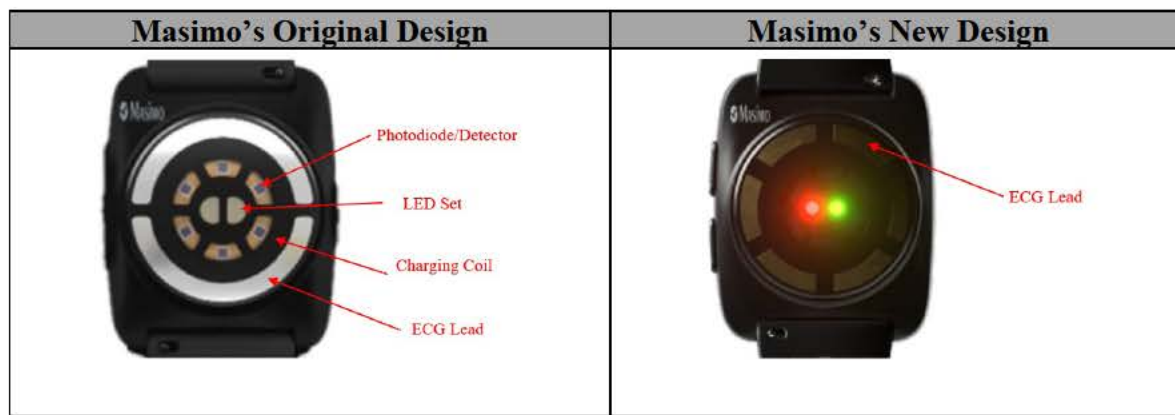 Masimo's Original Design
Masimo's New Design
Masimo
Photodiode/Detector
LED Set
Charging Coil
ECG Lead
Masimo
ECG Lead